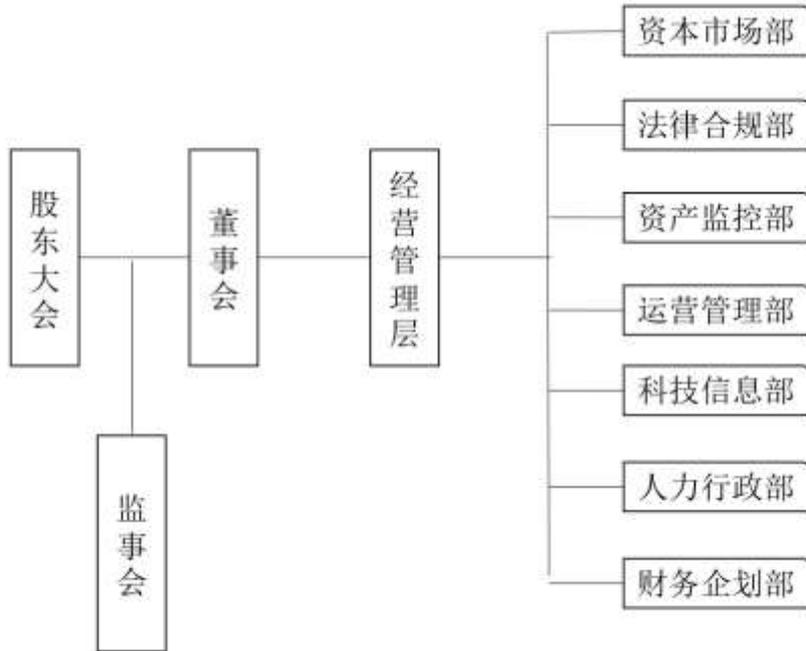 股东大会
董事会
监事会
经营管理层
资本市场部
法律合规部
资产监控部
运营管理部
科技信息部
人力行政部
财务企划部